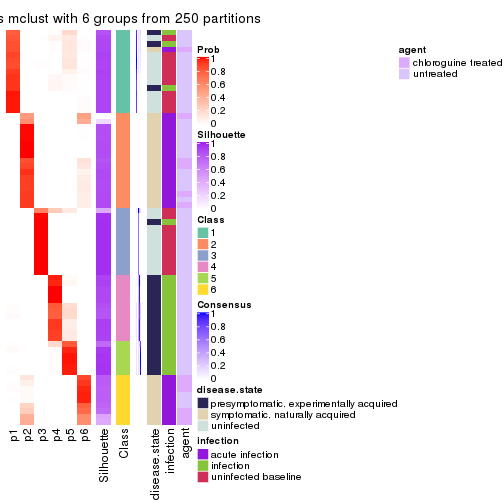 s mclust with 6 groups from 250 partitions
Prob
1
0.8
0.6
0.4
0.2
0
Silhouette
1
0.8
0.6
0.4
0.2
0
Class
1
2
3
4
5
6
Consensus
1
0.8
0.6
0.4
0.2
0
disease.state
presymptomatic, experimentally acquired
symptomatic, naturally acquired
uninfected
infection
acute infection
infection
uninfected baseline
agent
chloroguine treated
untreated
p1
p2
p3
p4
p5
p6
Silhouette
Class
disease.state
infection
agent